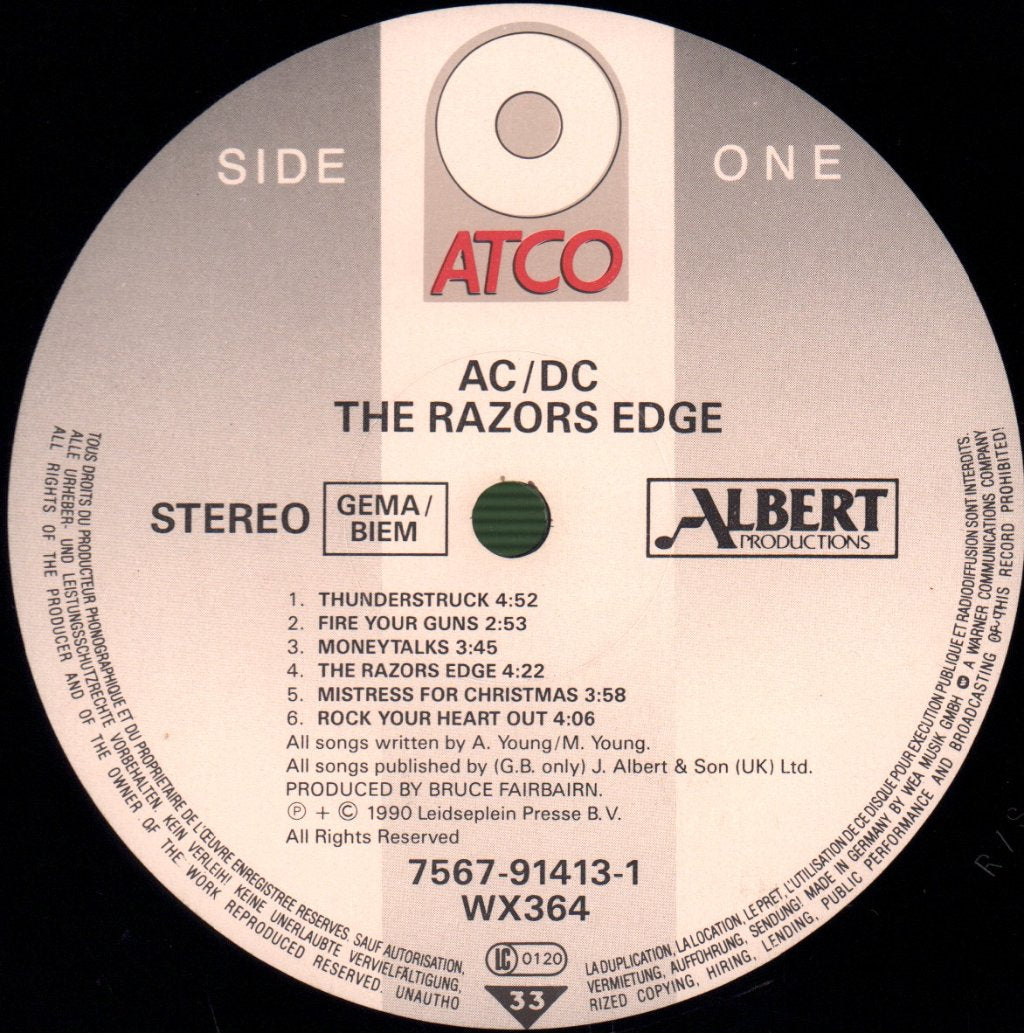 SIDE ONE
ATCO
AC/DC
THE RAZORS EDGE
STEREO
GEMA/
BIEM
ALBERT
PRODUCTIONS
1. THUNDERSTRUCK 4:52
2. FIRE YOUR GUNS 2:53
3. MONEYTALKS 3:45
4. THE RAZORS EDGE 4:22
5. MISTRESS FOR CHRISTMAS 3:58
6. ROCK YOUR HEART OUT 4:06
All songs written by A. Young/M. Young.
All songs published by (G.B. only) J. Albert & Son (UK) Ltd.
PRODUCED BY BRUCE FAIRBAIRN.
℗ + © 1990 Leidseplein Presse B.V.
All Rights Reserved
7567-91413-1
WX364
LC 0120
33
TOUS DROITS DU PRODUCTEUR PHONOGRAPHIQUE ET DU PROPRIETAIRE DE L'ŒUVRE ENREGISTREE RESERVES. SAUF AUTORISATION, LA DUPLICATION, LA LOCATION, LE PRET, L'UTILISATION DE CE DISQUE POUR EXECUTION PUBLIQUE ET RADIODIFFUSION SONT INTERDITS.
ALLE URHEBER- UND LEISTUNGSSCHUTZRECHTE VORBEHALTEN. KEIN VERLEIH! KEINE UNERLAUBTE VERVIELFÄLTIGUNG, VERMIETUNG, AUFFÜHRUNG, SENDUNG! MADE IN GERMANY BY WEA MUSIK GMBH A WARNER COMMUNICATIONS COMPANY
ALL RIGHTS OF THE PRODUCER AND OF THE OWNER OF THE WORK REPRODUCED RESERVED. UNAUTHORIZED COPYING, HIRING, LENDING, PUBLIC PERFORMANCE AND BROADCASTING OF THIS RECORD PROHIBITED!
R/S